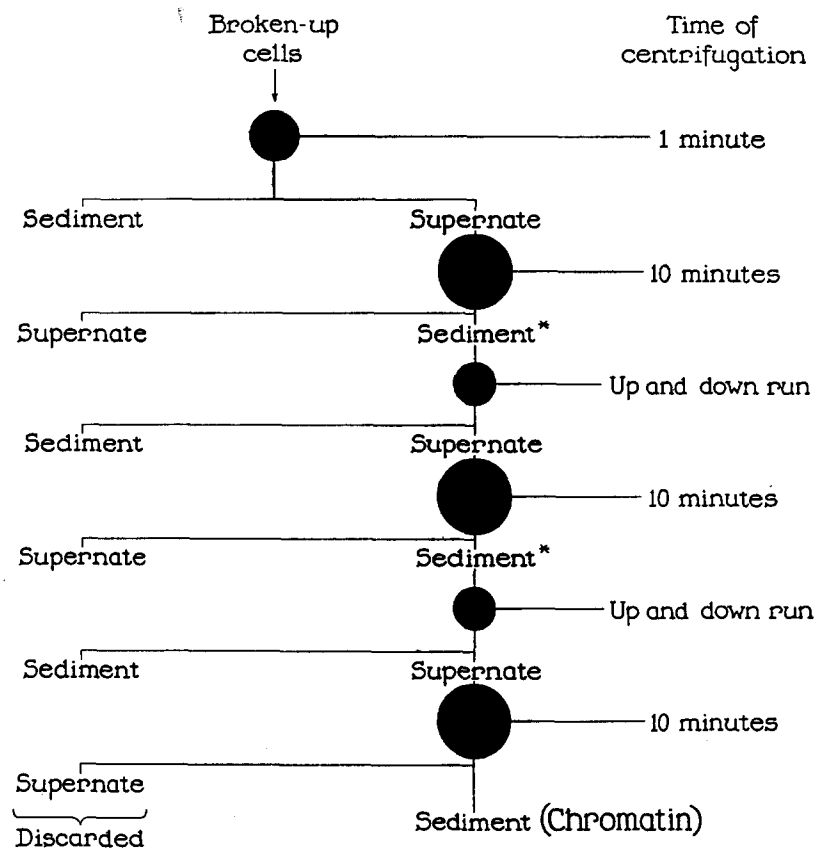 Broken-up
cells
Time of
centrifugation
1 minute
Sediment
Supernate
10 minutes
Supernate
Sediment*
Up and down run
Sediment
Supernate
10 minutes
Supernate
Sediment*
Up and down run
Sediment
Supernate
10 minutes
Supernate
Discarded
Sediment (Chromatin)